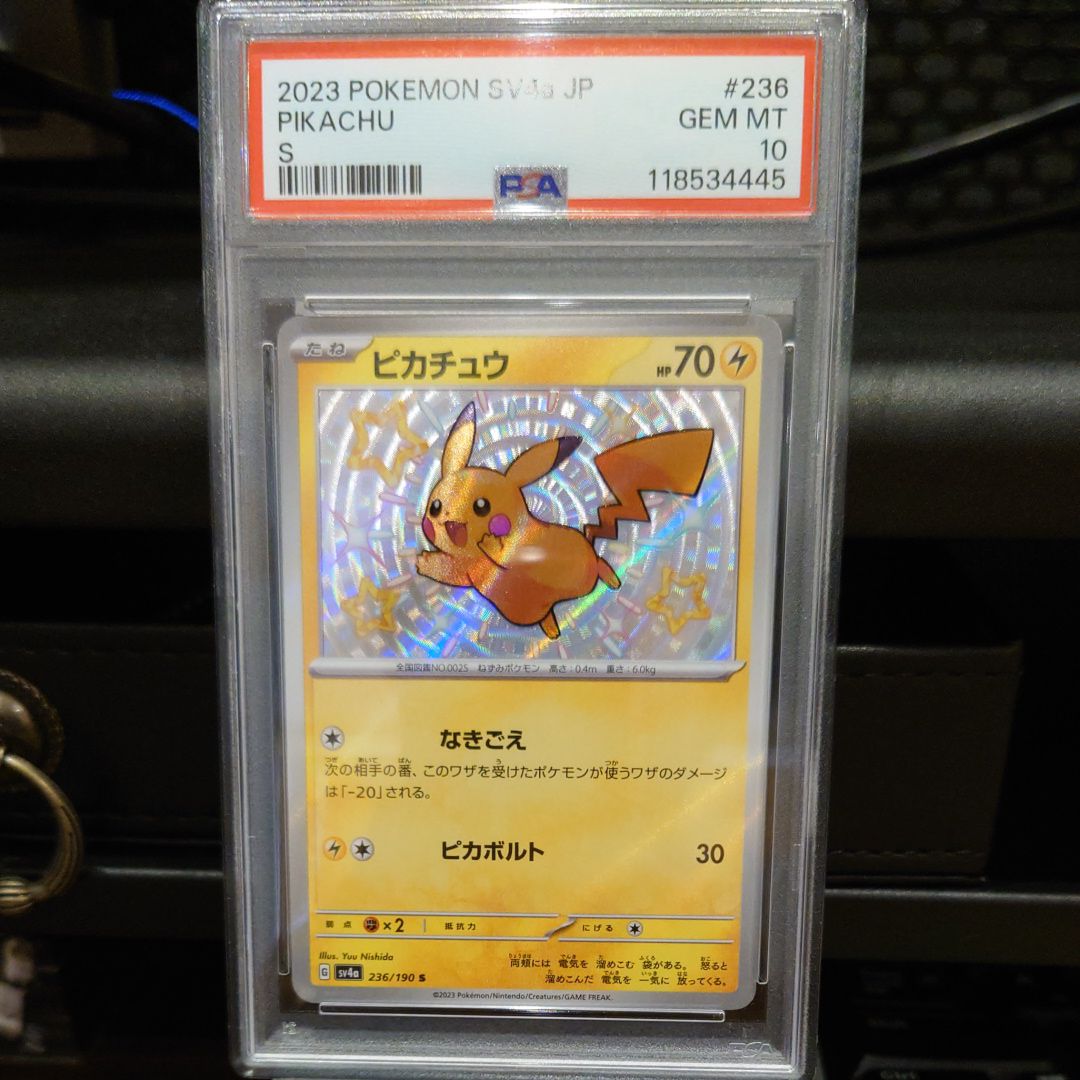 2023 POKEMON SV4a JP #236
PIKACHU GEM MT
S 10
PSA 118534445
たね ピカチュウ HP70
全国図鑑NO.0025 ねずみポケモン 高さ:0.4m 重さ:6.0kg
なきごえ
次の相手の番、このワザを受けたポケモンが使うワザのダメージ
は「-20」される。
ピカボルト 30
弱点 ×2 抵抗力 にげる
Illus. Yuu Nishida
両頬には 電気を 溜めこむ 袋がある。 怒ると
溜めこんだ 電気を 一気に 放ってくる。
G sv4a 236/190 S
©2023 Pokémon/Nintendo/Creatures/GAME FREAK.
PSA